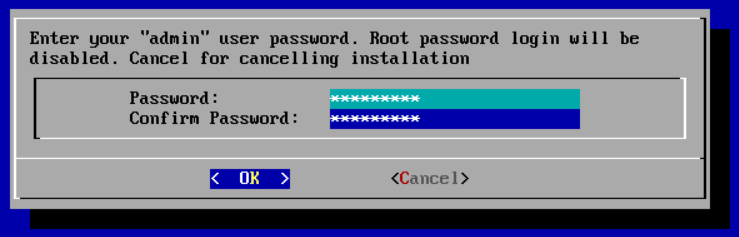 Enter your "admin" user password. Root password login will be
disabled. Cancel for cancelling installation
Password: *********
Confirm Password: *********
< OK > <Cancel>